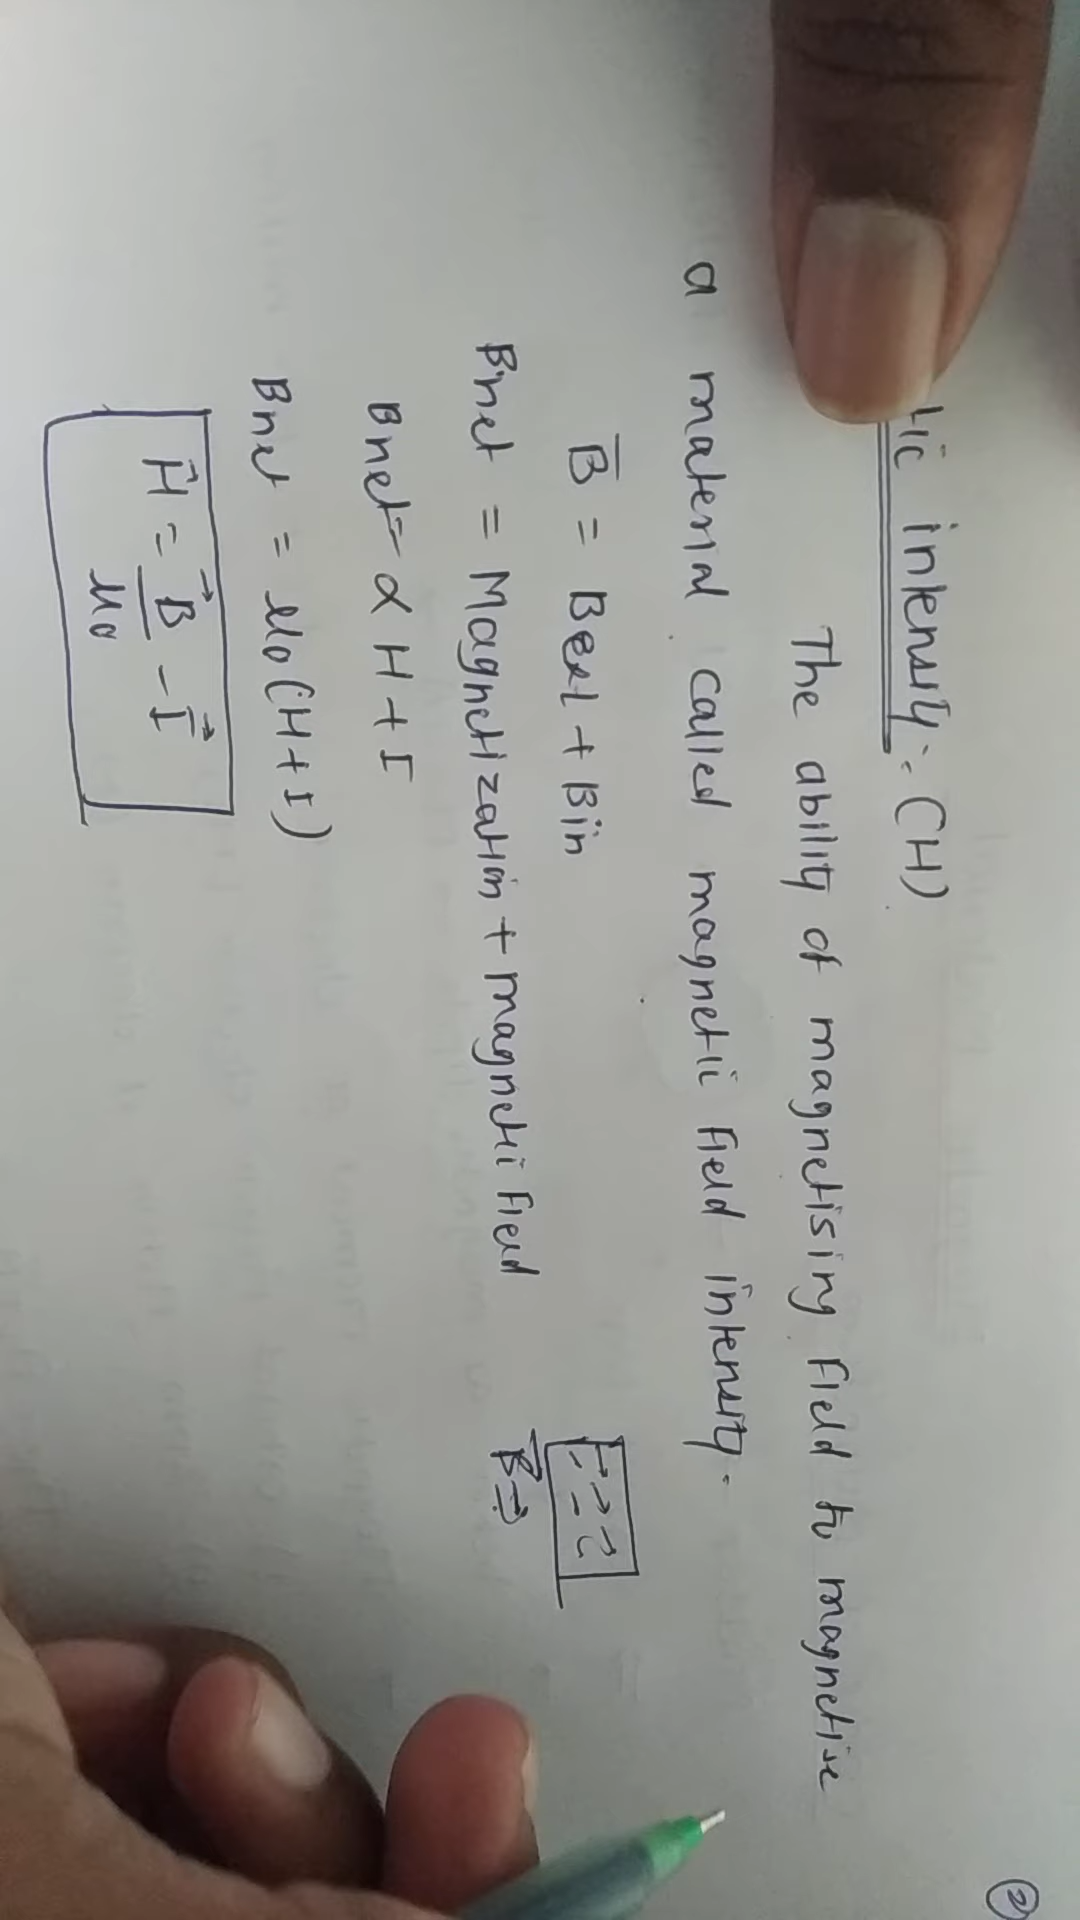 ②
tic intensity:- (H)
The ability of magnetising field to magnetise
a material called magnetic field intensity.
B̅ = Bext + Bin
Bnet = Magnetization + magnetic field
B⃗
Bnet = α H + I
Bnet = μ0 (H + I)
H⃗ = B⃗/μ0 - I⃗